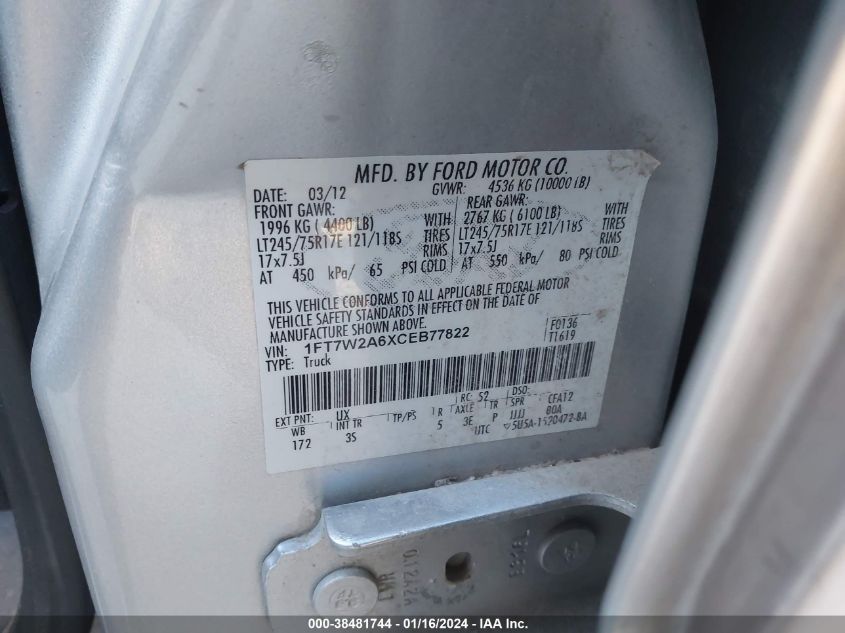 MFD. BY FORD MOTOR CO.
DATE: 03/12 GVWR: 4536 KG (10000 LB)
FRONT GAWR: REAR GAWR:
1996 KG ( 4400 LB) WITH 2767 KG ( 6100 LB) WITH
LT245/75R17E 121/118S TIRES LT245/75R17E 121/118S TIRES
17x7.5J RIMS 17x7.5J RIMS
AT 450 kPa/ 65 PSI COLD AT 550 kPa/ 80 PSI COLD
THIS VEHICLE CONFORMS TO ALL APPLICABLE FEDERAL MOTOR
VEHICLE SAFETY STANDARDS IN EFFECT ON THE DATE OF
MANUFACTURE SHOWN ABOVE.
VIN: 1FT7W2A6XCEB77822 F0136
TYPE: Truck T1619
RC: 52 DSO:
EXT PNT: UX
WB INT TR TP/PS R AXLE TR SPR CFA12
172 3S 5 3E P JJJJ 80A
UTC ▽5U5A-1520472-BA
000-38481744 - 01/16/2024 - IAAI, Inc.